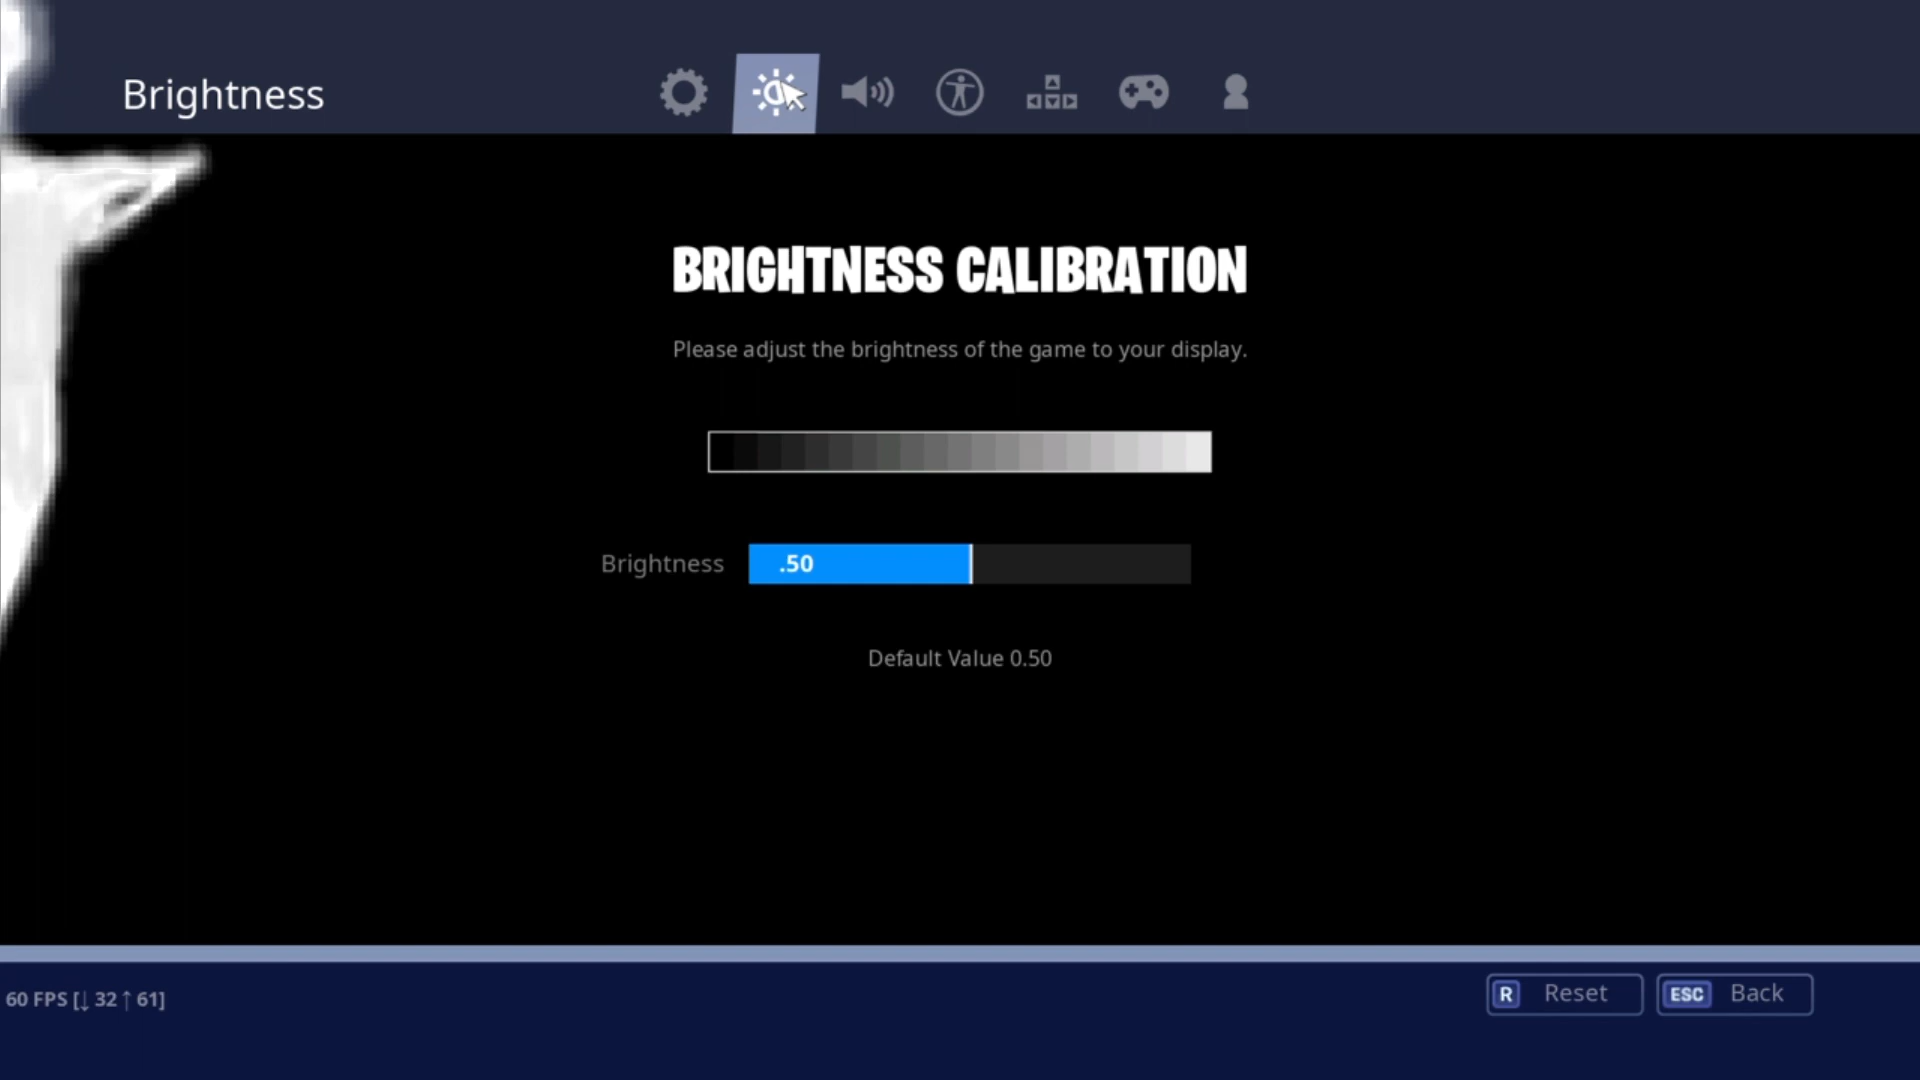 Brightness
BRIGHTNESS CALIBRATION
Please adjust the brightness of the game to your display.
Brightness
.50
Default Value 0.50
60 FPS [↓ 32 ↑ 61]
R Reset
ESC Back